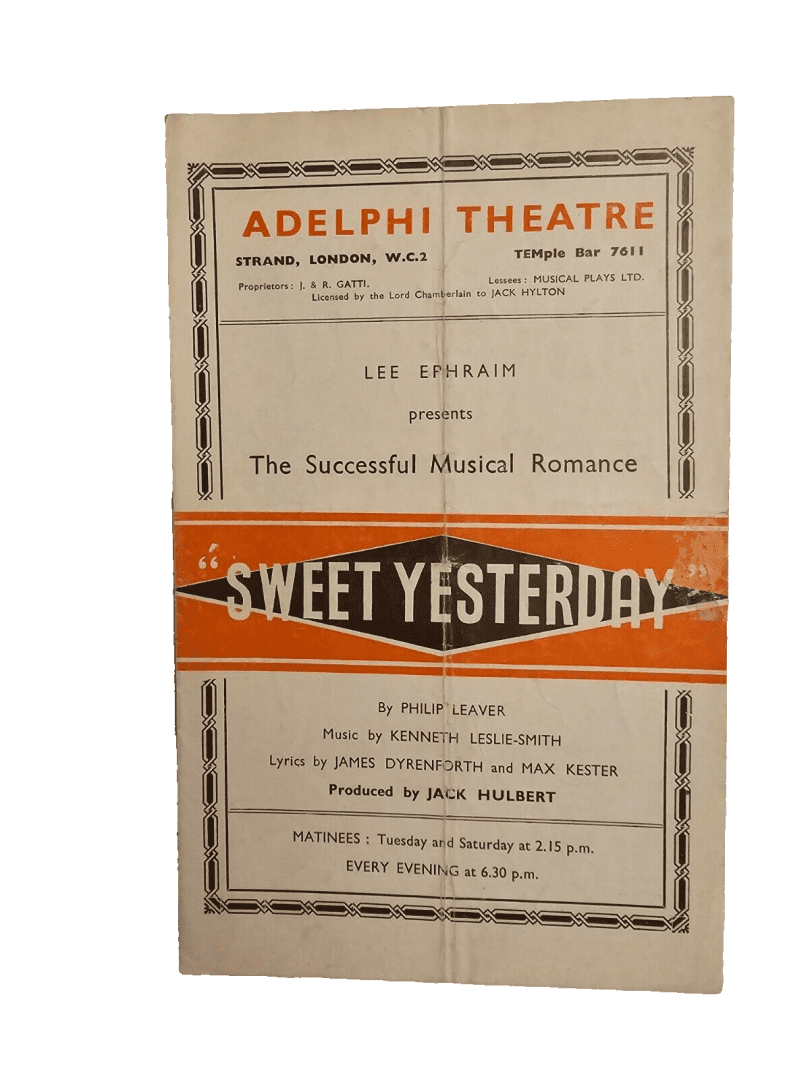 ADELPHI THEATRE
STRAND, LONDON, W.C.2 TEMple Bar 7611
Proprietors: J. & R. GATTI. Lessees: MUSICAL PLAYS LTD.
Licensed by the Lord Chamberlain to JACK HYLTON
LEE EPHRAIM
presents
The Successful Musical Romance
"SWEET YESTERDAY"
By PHILIP LEAVER
Music by KENNETH LESLIE-SMITH
Lyrics by JAMES DYRENFORTH and MAX KESTER
Produced by JACK HULBERT
MATINEES: Tuesday and Saturday at 2.15 p.m.
EVERY EVENING at 6.30 p.m.